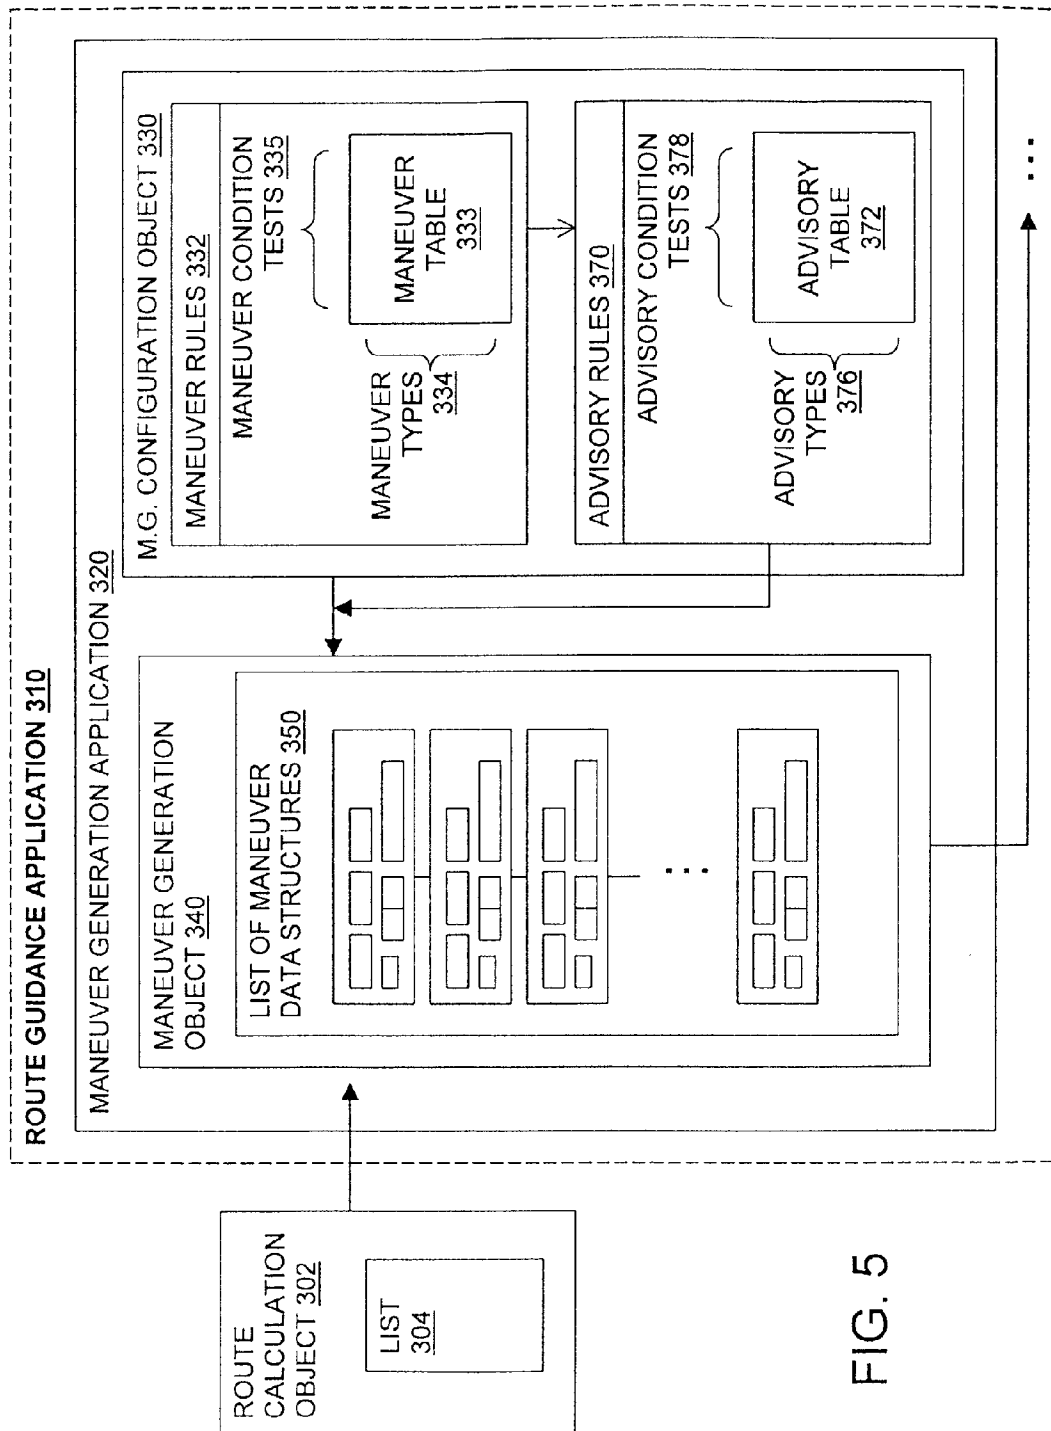 ROUTE GUIDANCE APPLICATION 310
MANEUVER GENERATION APPLICATION 320
ROUTE
CALCULATION
OBJECT 302
LIST
304
MANEUVER GENERATION
OBJECT 340
LIST OF MANEUVER
DATA STRUCTURES 350
...
M.G. CONFIGURATION OBJECT 330
MANEUVER RULES 332
MANEUVER CONDITION
TESTS 335
MANEUVER
TYPES
334
MANEUVER
TABLE
333
ADVISORY RULES 370
ADVISORY CONDITION
TESTS 378
ADVISORY
TYPES
376
ADVISORY
TABLE
372
...
FIG. 5